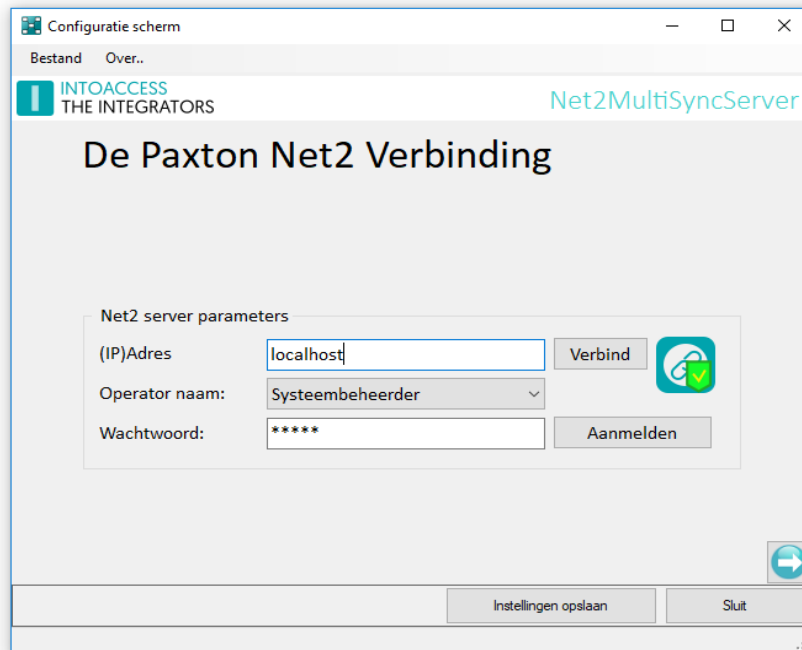 Configuratie scherm
Bestand Over..
INTOACCESS
THE INTEGRATORS
Net2MultiSyncServer
De Paxton Net2 Verbinding
Net2 server parameters
(IP)Adres localhost Verbind
Operator naam: Systeembeheerder
Wachtwoord: ***** Aanmelden
Instellingen opslaan Sluit